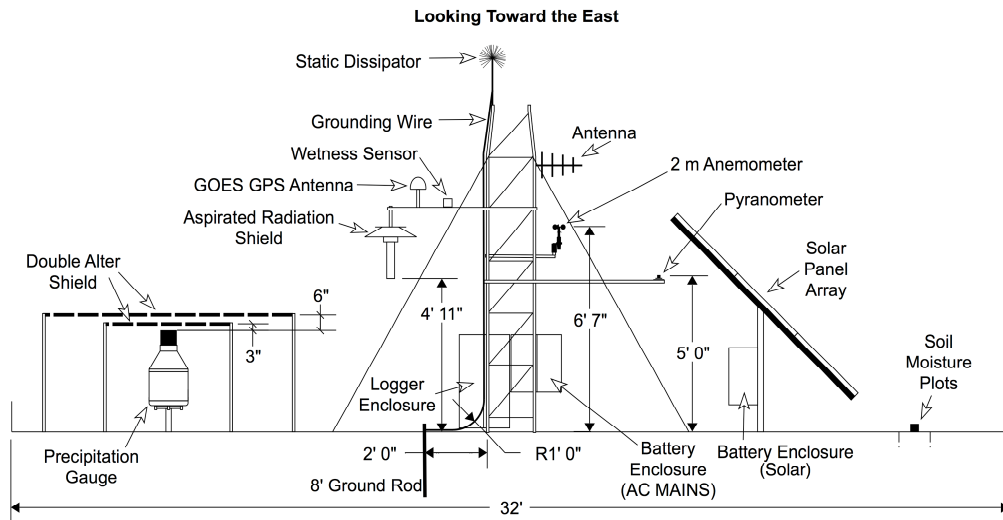 Looking Toward the East
Static Dissipator
Grounding Wire
Antenna
Wetness Sensor
2 m Anemometer
GOES GPS Antenna
Pyranometer
Aspirated Radiation
Shield
Solar
Panel
Array
Double Alter
Shield
6"
3"
4' 11"
6' 7"
5' 0"
Soil
Moisture
Plots
Logger
Enclosure
Precipitation
Gauge
2' 0"
R1' 0"
Battery
Enclosure
(AC MAINS)
Battery Enclosure
(Solar)
8' Ground Rod
32'